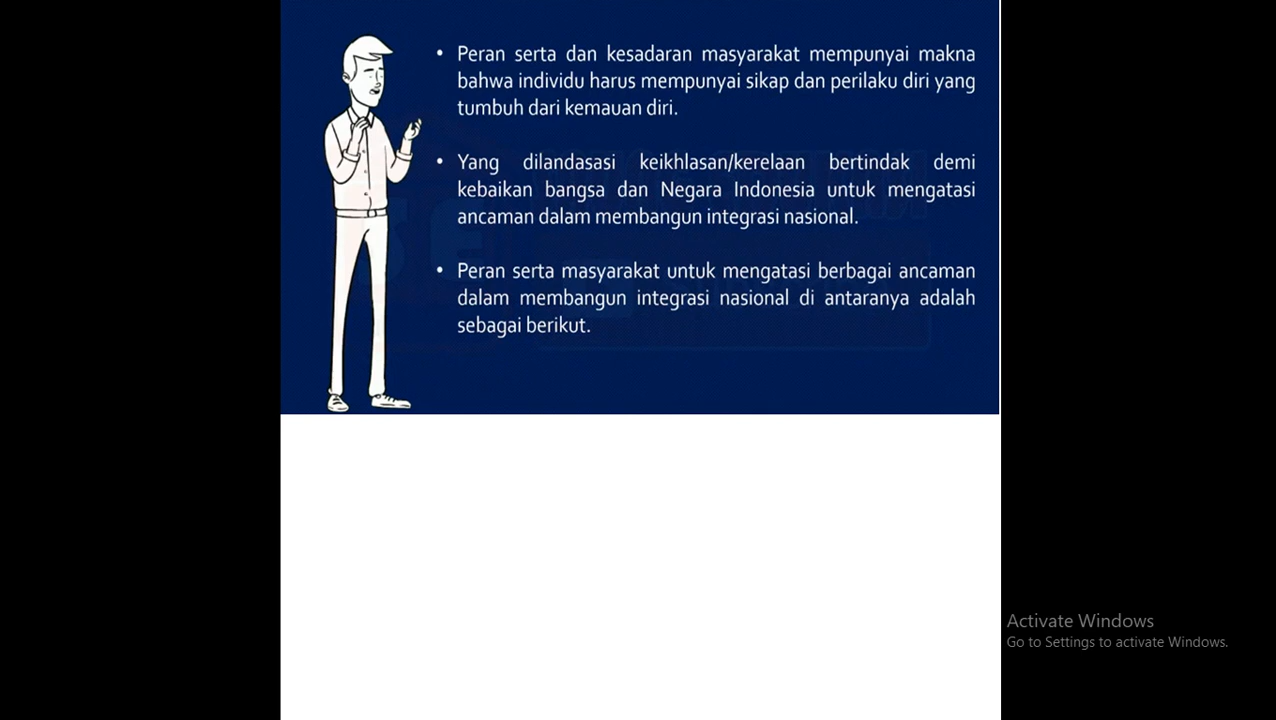 • Peran serta dan kesadaran masyarakat mempunyai makna
bahwa individu harus mempunyai sikap dan perilaku diri yang
tumbuh dari kemauan diri.
• Yang dilandasasi keikhlasan/kerelaan bertindak demi
kebaikan bangsa dan Negara Indonesia untuk mengatasi
ancaman dalam membangun integrasi nasional.
• Peran serta masyarakat untuk mengatasi berbagai ancaman
dalam membangun integrasi nasional di antaranya adalah
sebagai berikut.
Activate Windows
Go to Settings to activate Windows.